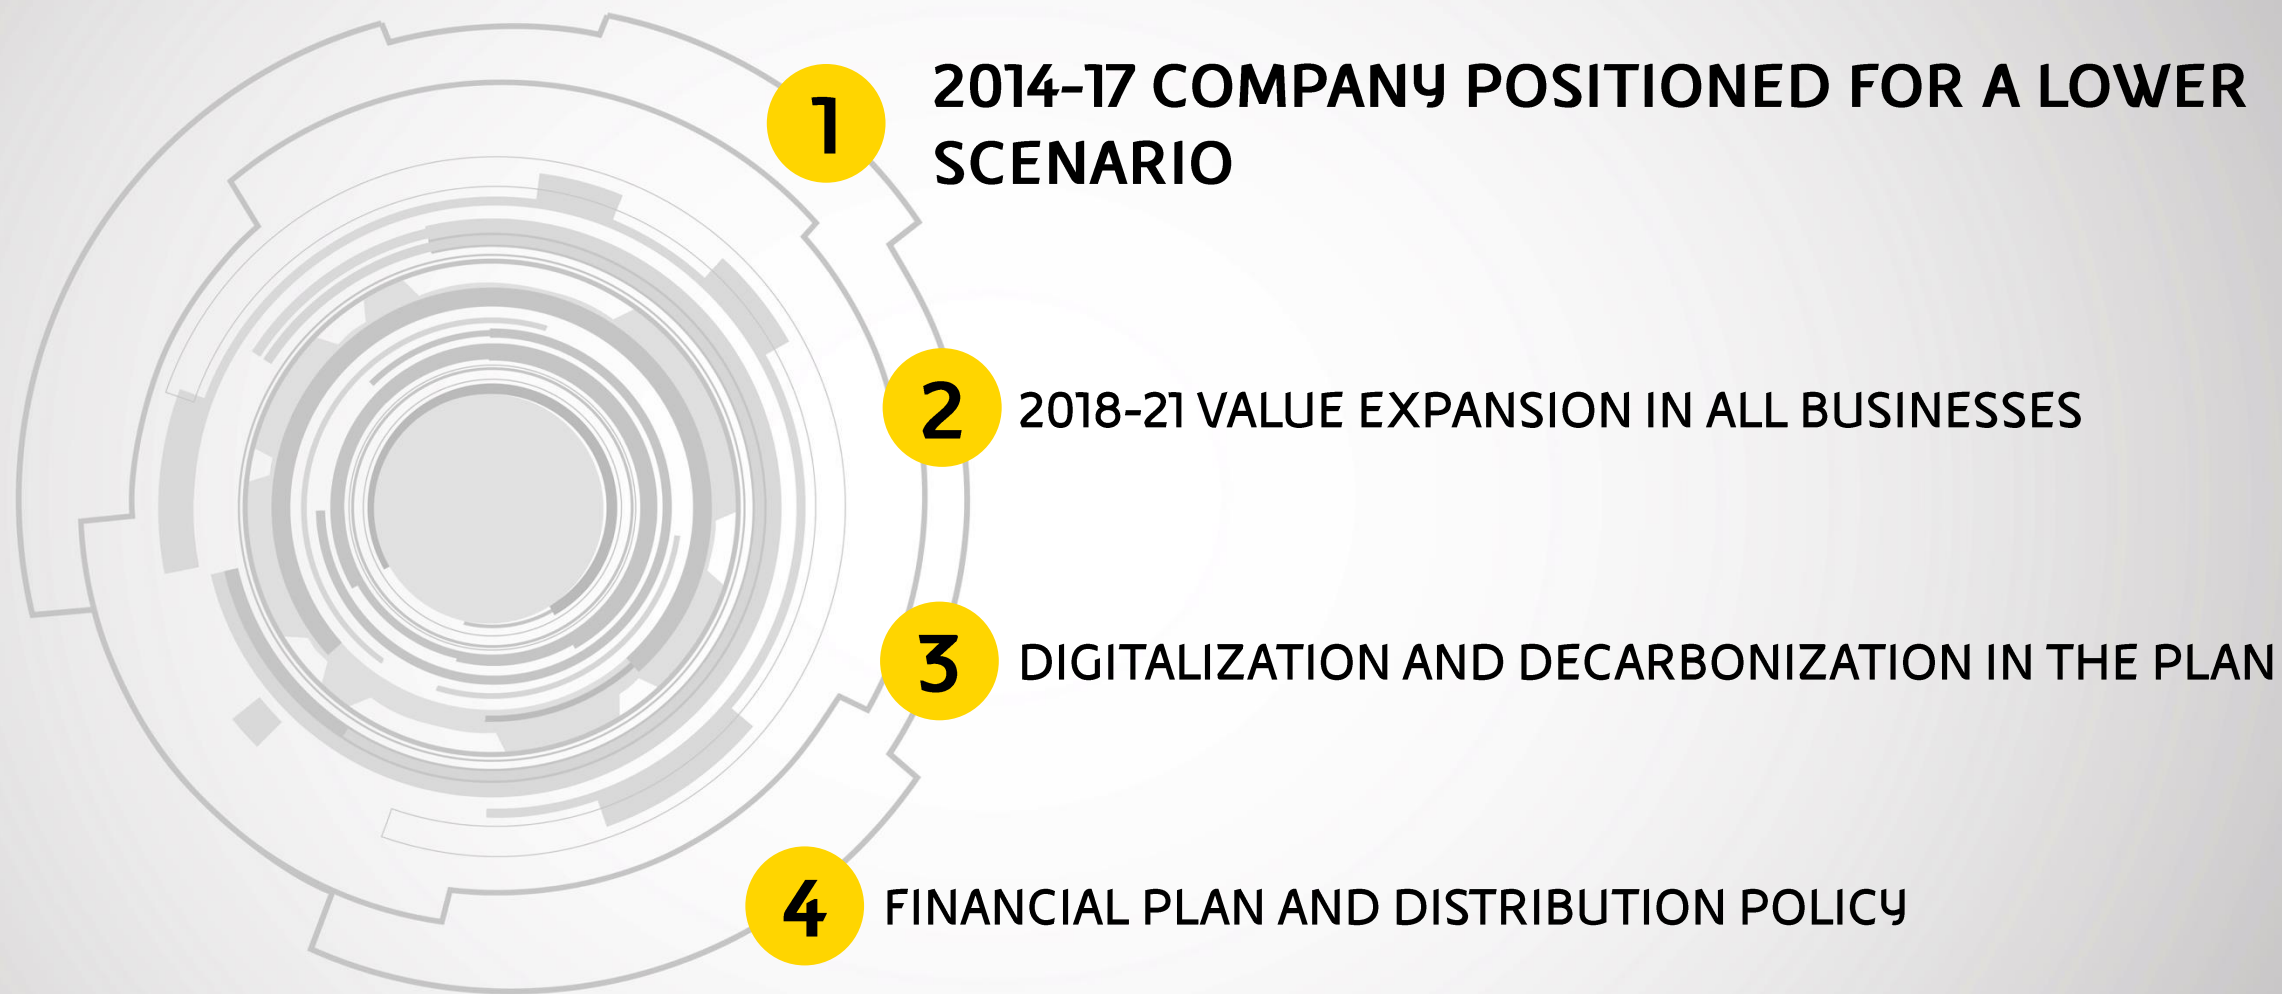 1
2014-17 COMPANY POSITIONED FOR A LOWER
SCENARIO
2
2018-21 VALUE EXPANSION IN ALL BUSINESSES
3
DIGITALIZATION AND DECARBONIZATION IN THE PLAN
4
FINANCIAL PLAN AND DISTRIBUTION POLICY